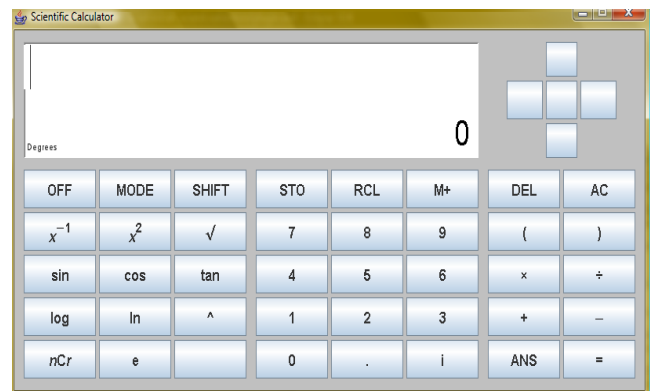 Scientific Calculator
0
Degrees
OFF MODE SHIFT STO RCL M+ DEL AC
x⁻¹ x² √ 7 8 9 ( )
sin cos tan 4 5 6 × ÷
log ln ^ 1 2 3 + −
nCr e 0 . i ANS =